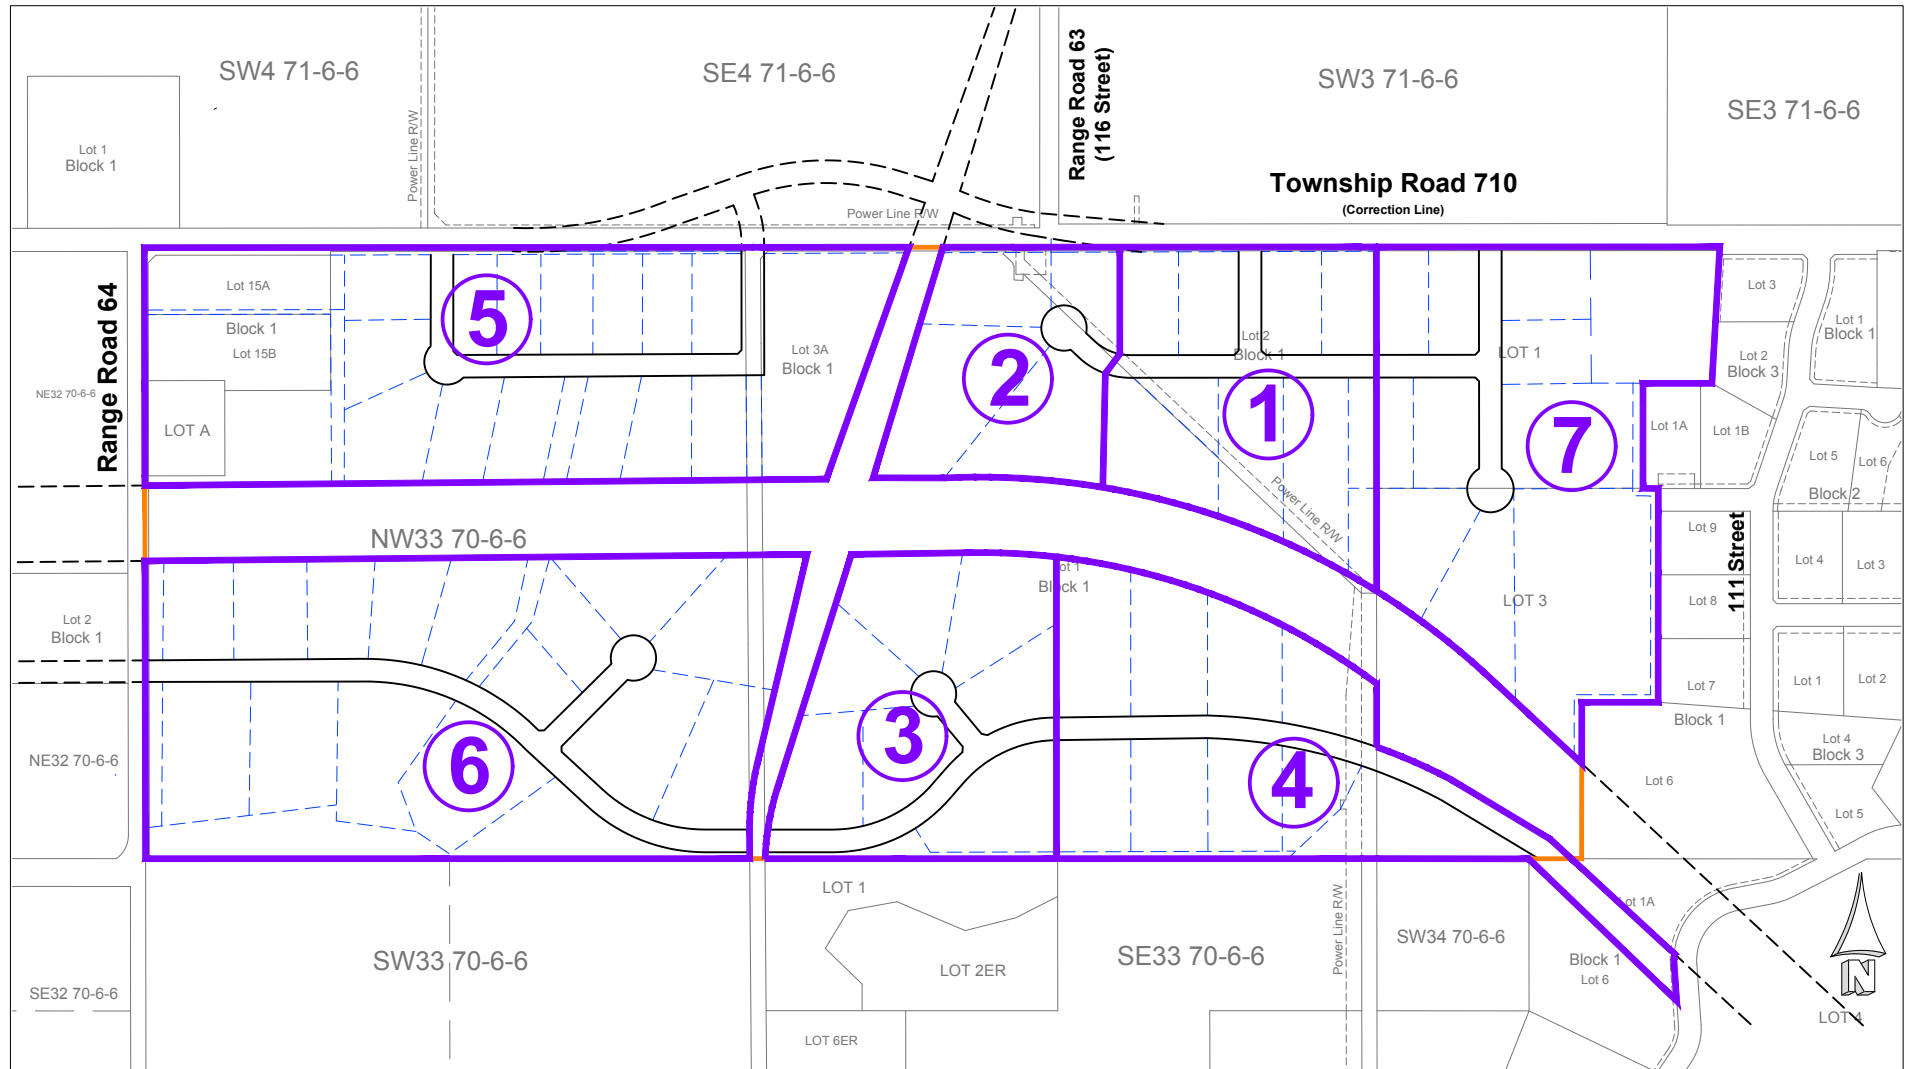 SW4 71-6-6
SE4 71-6-6
Range Road 63
(116 Street)
SW3 71-6-6
SE3 71-6-6
Lot 1
Block 1
Power Line R/W
Power Line R/W
Township Road 710
(Correction Line)
Range Road 64
Lot 15A
Block 1
Lot 15B
LOT A
NE32 70-6-6
5
Lot 3A
Block 1
2
Lot 2
Block 1
1
Power Line R/W
LOT 1
7
LOT 3
Lot 3
Lot 2
Block 3
Lot 1
Block 1
Lot 1A
Lot 1B
Lot 5
Lot 6
Block 2
Lot 9
Lot 8
Lot 7
Block 1
111 Street
Lot 4
Lot 3
Lot 1
Lot 2
Lot 4
Block 3
Lot 5
Lot 6
NW33 70-6-6
Lot 1
Block 1
Lot 2
Block 1
NE32 70-6-6
6
3
4
SE32 70-6-6
SW33 70-6-6
LOT 1
LOT 2ER
LOT 6ER
SE33 70-6-6
Power Line R/W
SW34 70-6-6
Lot 1A
Block 1
Lot 6
LOT 4
N